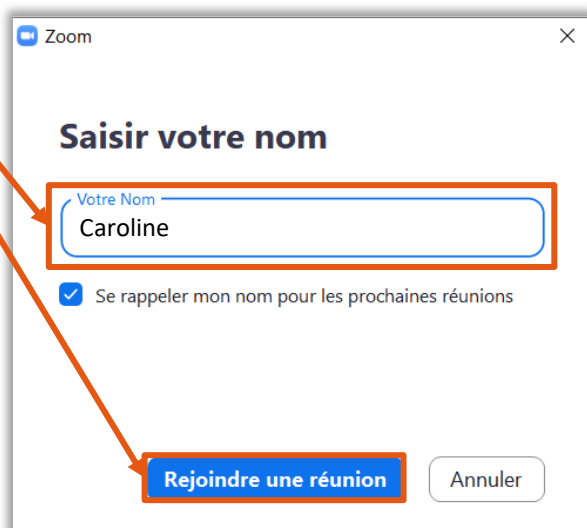 Zoom
Saisir votre nom
Votre Nom
Caroline
Se rappeler mon nom pour les prochaines réunions
Rejoindre une réunion
Annuler